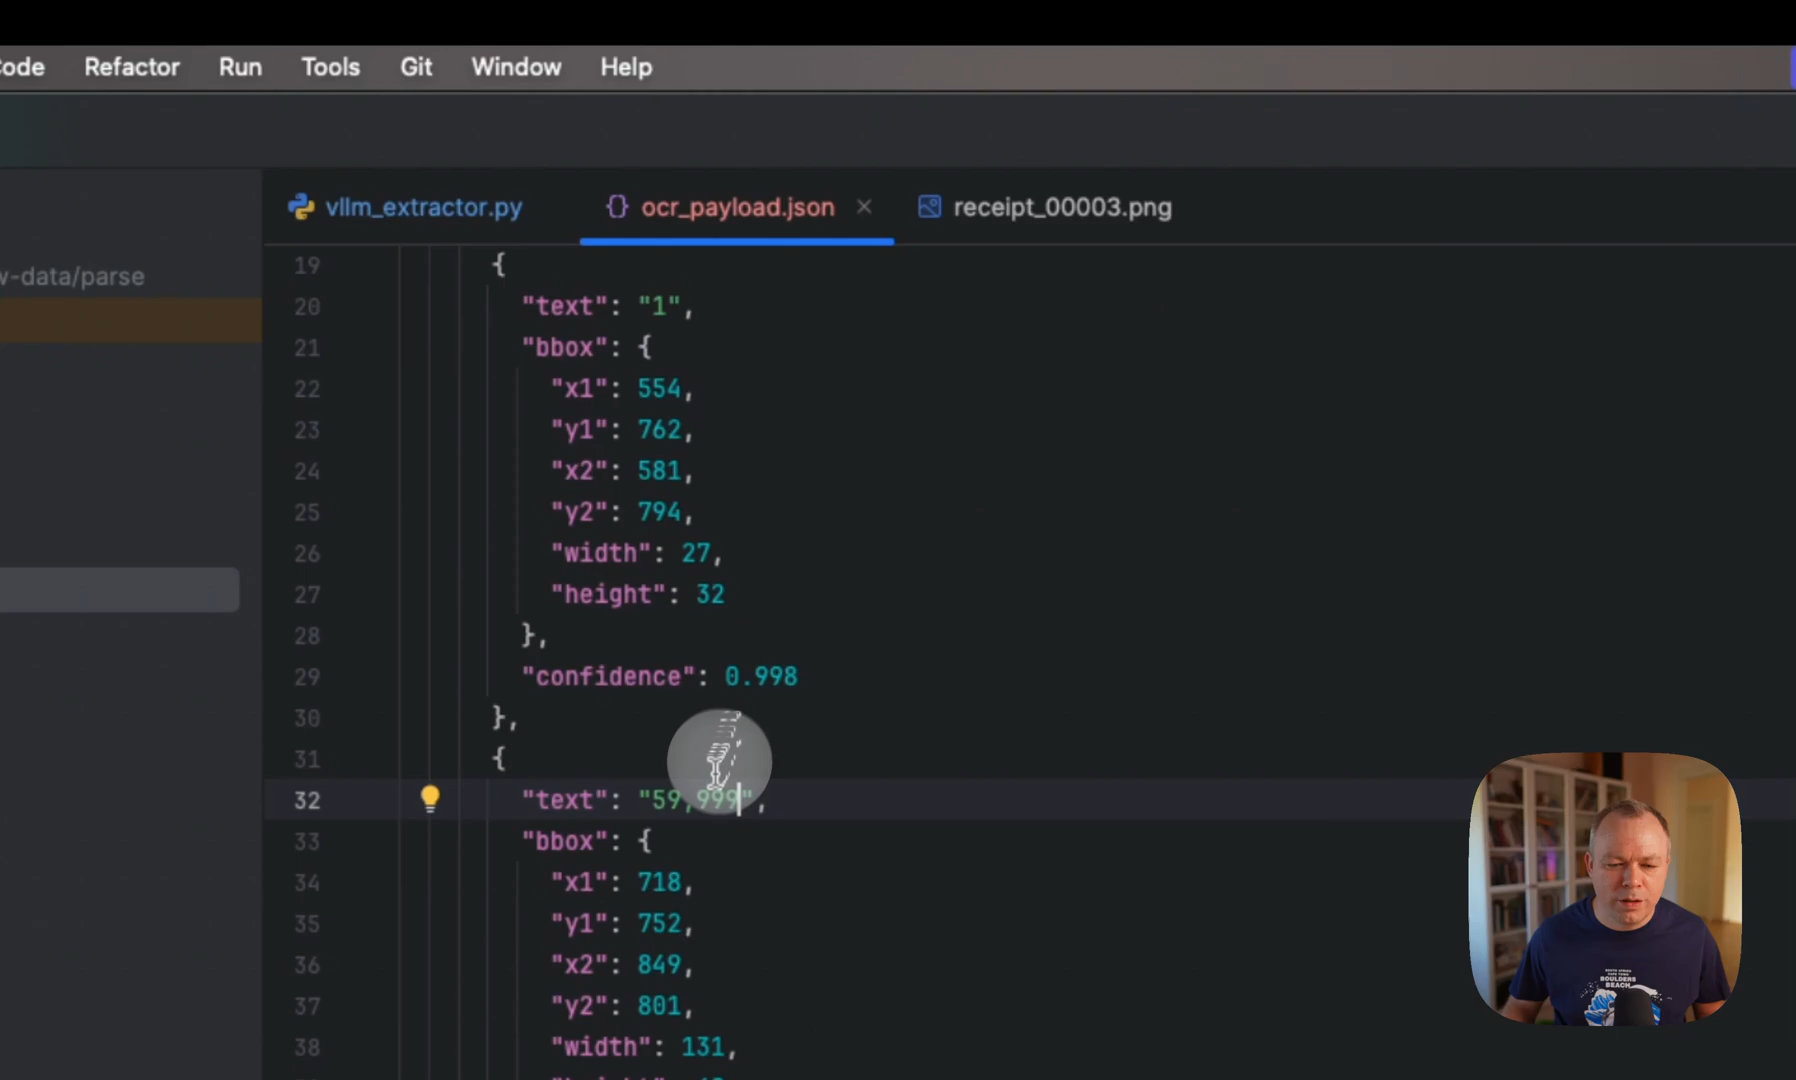 Code Refactor Run Tools Git Window Help
vllm_extractor.py ocr_payload.json receipt_00003.png
w-data/parse
19 {
20 "text": "1",
21 "bbox": {
22 "x1": 554,
23 "y1": 762,
24 "x2": 581,
25 "y2": 794,
26 "width": 27,
27 "height": 32
28 },
29 "confidence": 0.998
30 },
31 {
32 "text": "59,999",
33 "bbox": {
34 "x1": 718,
35 "y1": 752,
36 "x2": 849,
37 "y2": 801,
38 "width": 131,
BOULDERS
BEACH